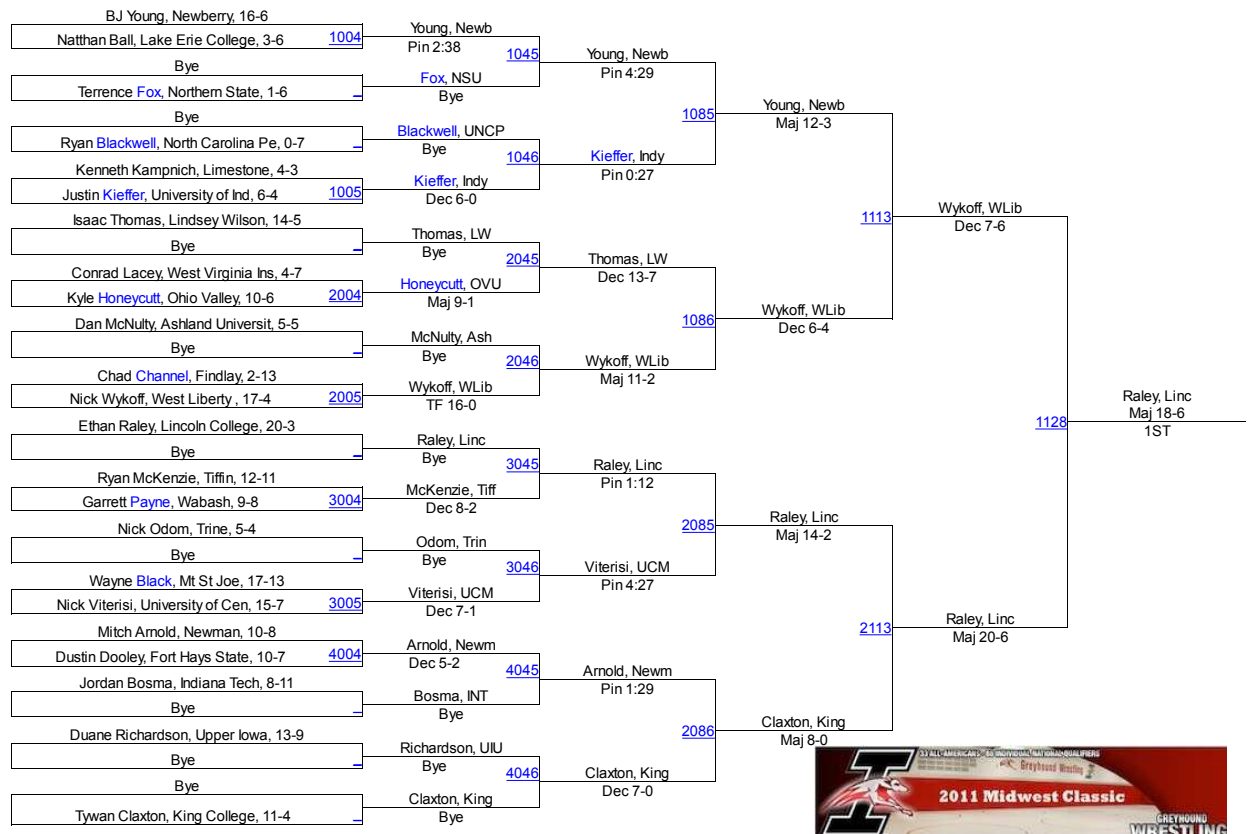 BJ Young, Newberry, 16-6
Natthan Ball, Lake Erie College, 3-6
1004
Bye
Terrence Fox, Northern State, 1-6
Bye
Ryan Blackwell, North Carolina Pe, 0-7
Kenneth Kampnich, Limestone, 4-3
Justin Kieffer, University of Ind, 6-4
1005
Isaac Thomas, Lindsey Wilson, 14-5
Bye
Conrad Lacey, West Virginia Ins, 4-7
Kyle Honeycutt, Ohio Valley, 10-6
2004
Dan McNulty, Ashland Universit, 5-5
Bye
Chad Channel, Findlay, 2-13
Nick Wykoff, West Liberty , 17-4
2005
Ethan Raley, Lincoln College, 20-3
Bye
Ryan McKenzie, Tiffin, 12-11
Garrett Payne, Wabash, 9-8
3004
Nick Odom, Trine, 5-4
Bye
Wayne Black, Mt St Joe, 17-13
Nick Viterisi, University of Cen, 15-7
3005
Mitch Arnold, Newman, 10-8
Dustin Dooley, Fort Hays State, 10-7
4004
Jordan Bosma, Indiana Tech, 8-11
Bye
Duane Richardson, Upper Iowa, 13-9
Bye
Bye
Tywan Claxton, King College, 11-4
Young, Newb
Pin 2:38
1045
Fox, NSU
Bye
Blackwell, UNCP
Bye
1046
Kieffer, Indy
Dec 6-0
Thomas, LW
Bye
2045
Honeycutt, OVU
Maj 9-1
McNulty, Ash
Bye
2046
Wykoff, WLib
TF 16-0
Raley, Linc
Bye
3045
McKenzie, Tiff
Dec 8-2
Odom, Trin
Bye
3046
Viterisi, UCM
Dec 7-1
Arnold, Newm
Dec 5-2
4045
Bosma, INT
Bye
Richardson, UIU
Bye
4046
Claxton, King
Bye
Young, Newb
Pin 4:29
1085
Kieffer, Indy
Pin 0:27
Thomas, LW
Dec 13-7
1086
Wykoff, WLib
Maj 11-2
Raley, Linc
Pin 1:12
2085
Viterisi, UCM
Pin 4:27
Arnold, Newm
Pin 1:29
2086
Claxton, King
Dec 7-0
Young, Newb
Maj 12-3
1113
Wykoff, WLib
Dec 6-4
Raley, Linc
Maj 14-2
2113
Claxton, King
Maj 8-0
Wykoff, WLib
Dec 7-6
1128
Raley, Linc
Maj 20-6
Raley, Linc
Maj 18-6
1ST
33 ALL-AMERICANS - 65 INDIVIDUAL NATIONAL QUALIFIERS
Greyhound Wrestling
2011 Midwest Classic
GREYHOUND
WRESTLING